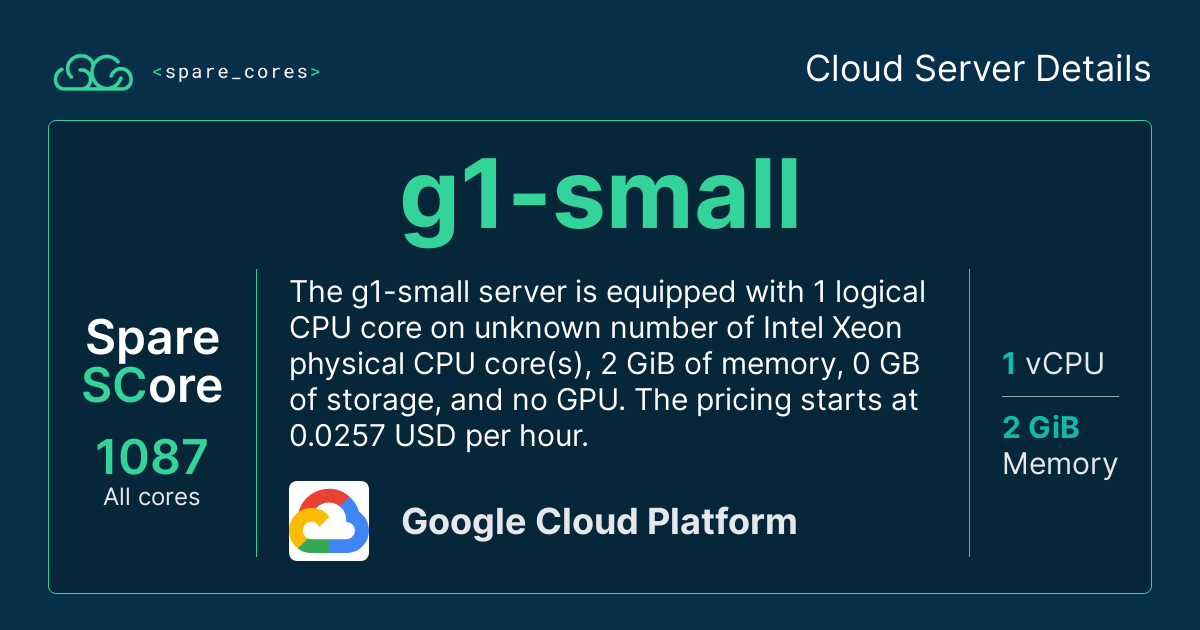 <spare_cores>
Cloud Server Details
g1-small
Spare
SCore
1087
All cores
The g1-small server is equipped with 1 logical
CPU core on unknown number of Intel Xeon
physical CPU core(s), 2 GiB of memory, 0 GB
of storage, and no GPU. The pricing starts at
0.0257 USD per hour.
Google Cloud Platform
1 vCPU
2 GiB
Memory